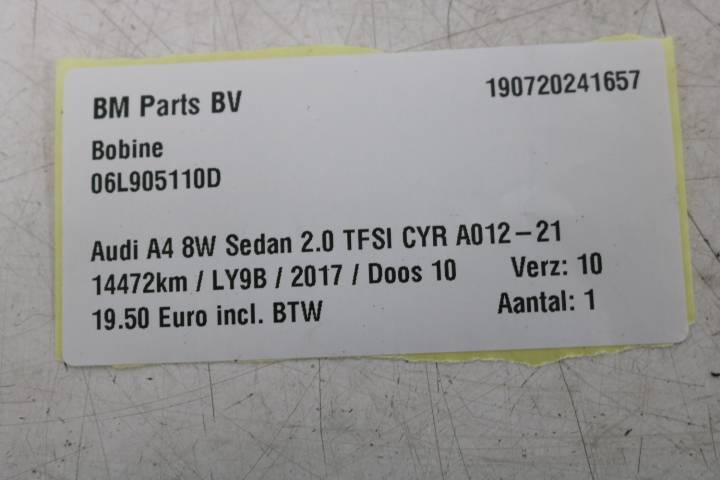 BM Parts BV 190720241657
Bobine
06L905110D
Audi A4 8W Sedan 2.0 TFSI CYR A012-21
14472km / LY9B / 2017 / Doos 10 Verz: 10
19.50 Euro incl. BTW Aantal: 1